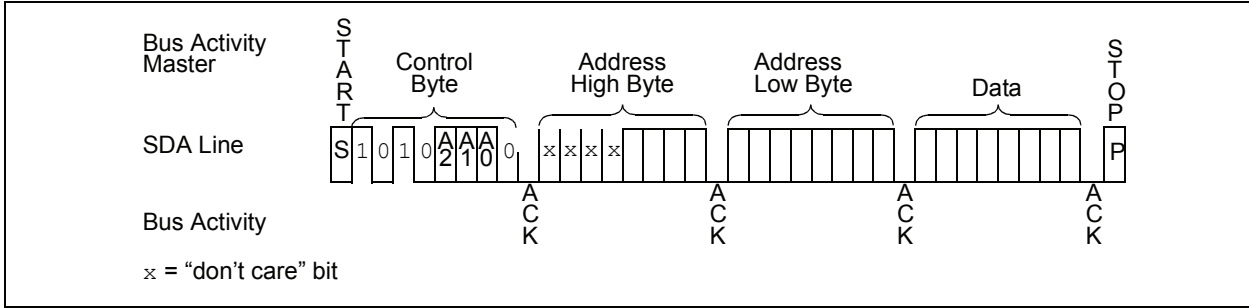 Bus Activity
Master
START
Control
Byte
Address
High Byte
Address
Low Byte
Data
STOP
SDA Line
S 1 0 1 0 A2 A1 A0 0 x x x x P
ACK ACK ACK ACK
Bus Activity
x = “don’t care” bit